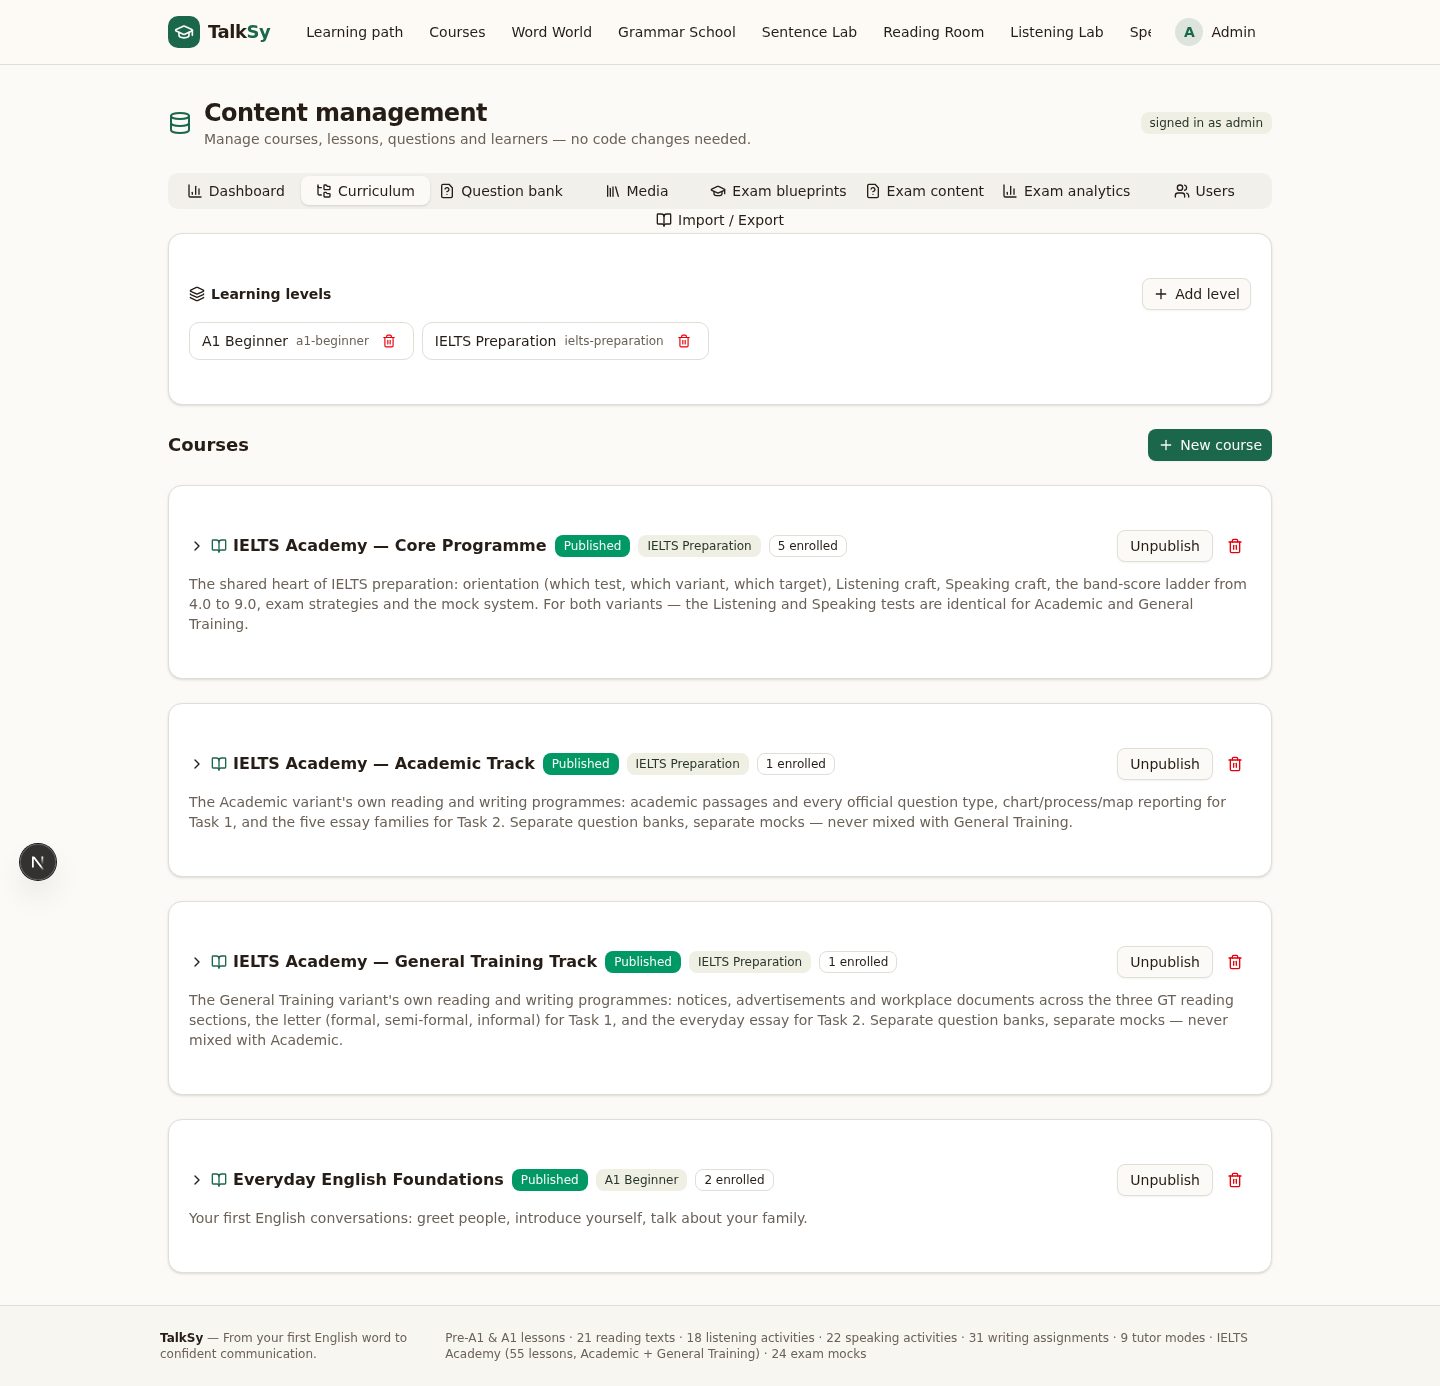 TalkSy Learning path Courses Word World Grammar School Sentence Lab Reading Room Listening Lab Spe A Admin
Content management
Manage courses, lessons, questions and learners — no code changes needed.
signed in as admin
Dashboard Curriculum Question bank Media Exam blueprints Exam content Exam analytics Users
Import / Export
Learning levels Add level
A1 Beginner a1-beginner IELTS Preparation ielts-preparation
Courses New course
IELTS Academy — Core Programme Published IELTS Preparation 5 enrolled Unpublish
The shared heart of IELTS preparation: orientation (which test, which variant, which target), Listening craft, Speaking craft, the band-score ladder from
4.0 to 9.0, exam strategies and the mock system. For both variants — the Listening and Speaking tests are identical for Academic and General
Training.
IELTS Academy — Academic Track Published IELTS Preparation 1 enrolled Unpublish
The Academic variant's own reading and writing programmes: academic passages and every official question type, chart/process/map reporting for
Task 1, and the five essay families for Task 2. Separate question banks, separate mocks — never mixed with General Training.
N
IELTS Academy — General Training Track Published IELTS Preparation 1 enrolled Unpublish
The General Training variant's own reading and writing programmes: notices, advertisements and workplace documents across the three GT reading
sections, the letter (formal, semi-formal, informal) for Task 1, and the everyday essay for Task 2. Separate question banks, separate mocks — never
mixed with Academic.
Everyday English Foundations Published A1 Beginner 2 enrolled Unpublish
Your first English conversations: greet people, introduce yourself, talk about your family.
TalkSy — From your first English word to
confident communication.
Pre-A1 & A1 lessons · 21 reading texts · 18 listening activities · 22 speaking activities · 31 writing assignments · 9 tutor modes · IELTS
Academy (55 lessons, Academic + General Training) · 24 exam mocks